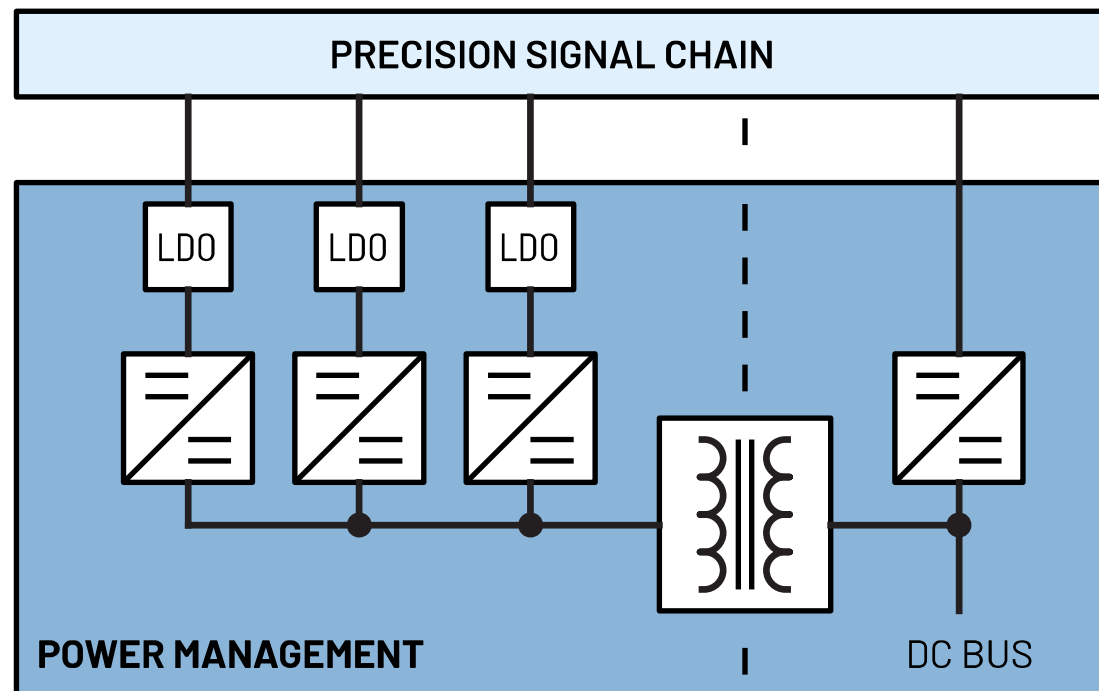 PRECISION SIGNAL CHAIN
LDO
LDO
LDO
POWER MANAGEMENT
DC BUS